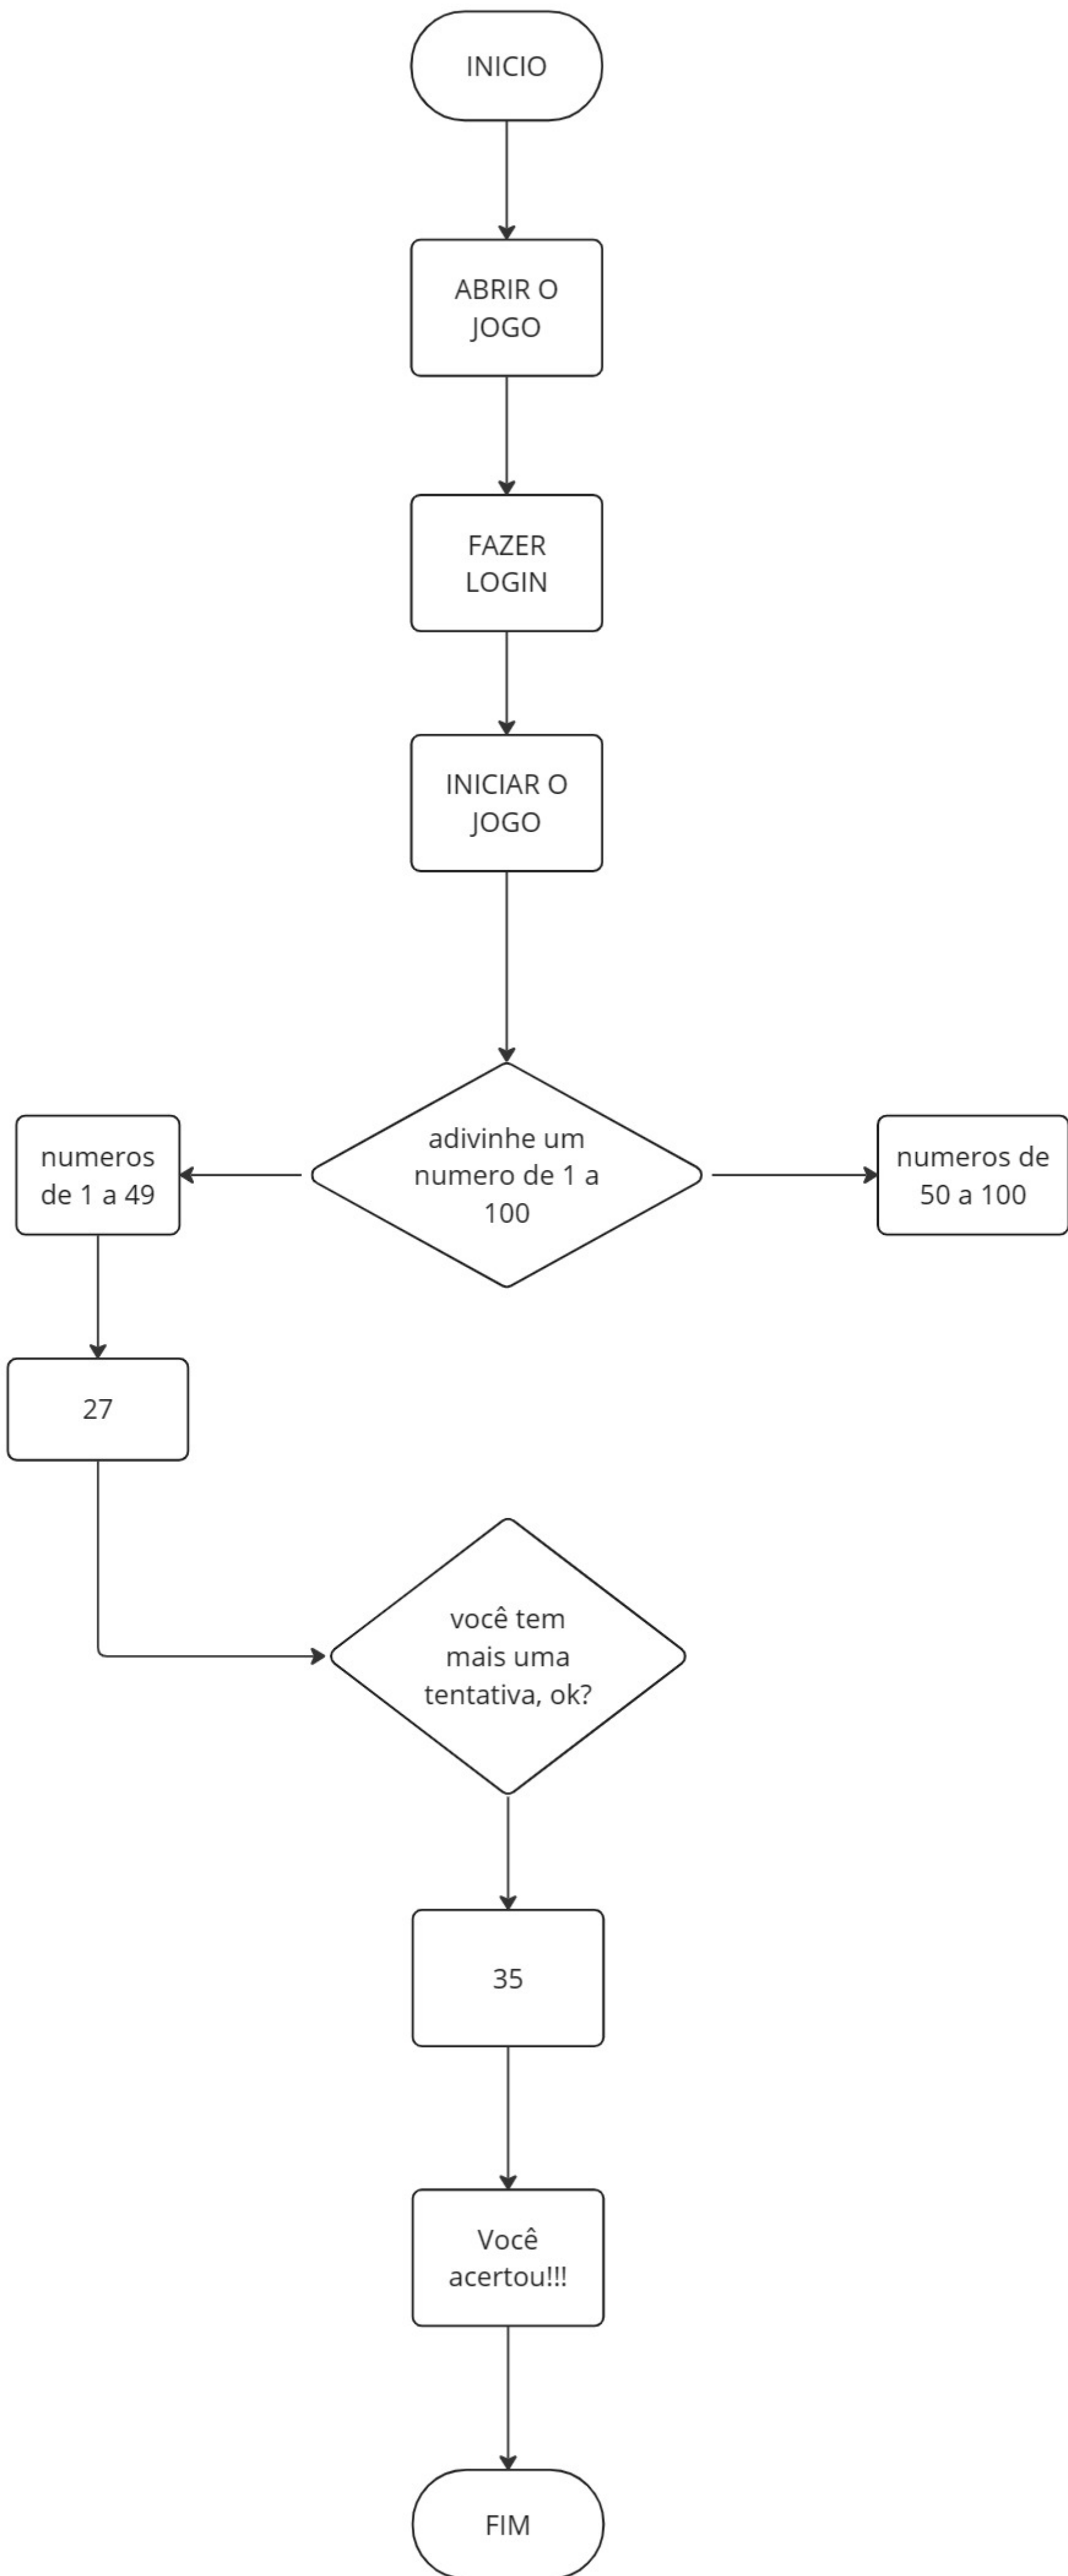 INICIO
ABRIR O
JOGO
FAZER
LOGIN
INICIAR O
JOGO
adivinhe um
numero de 1 a
100
numeros
de 1 a 49
numeros de
50 a 100
27
você tem
mais uma
tentativa, ok?
35
Você
acertou!!!
FIM